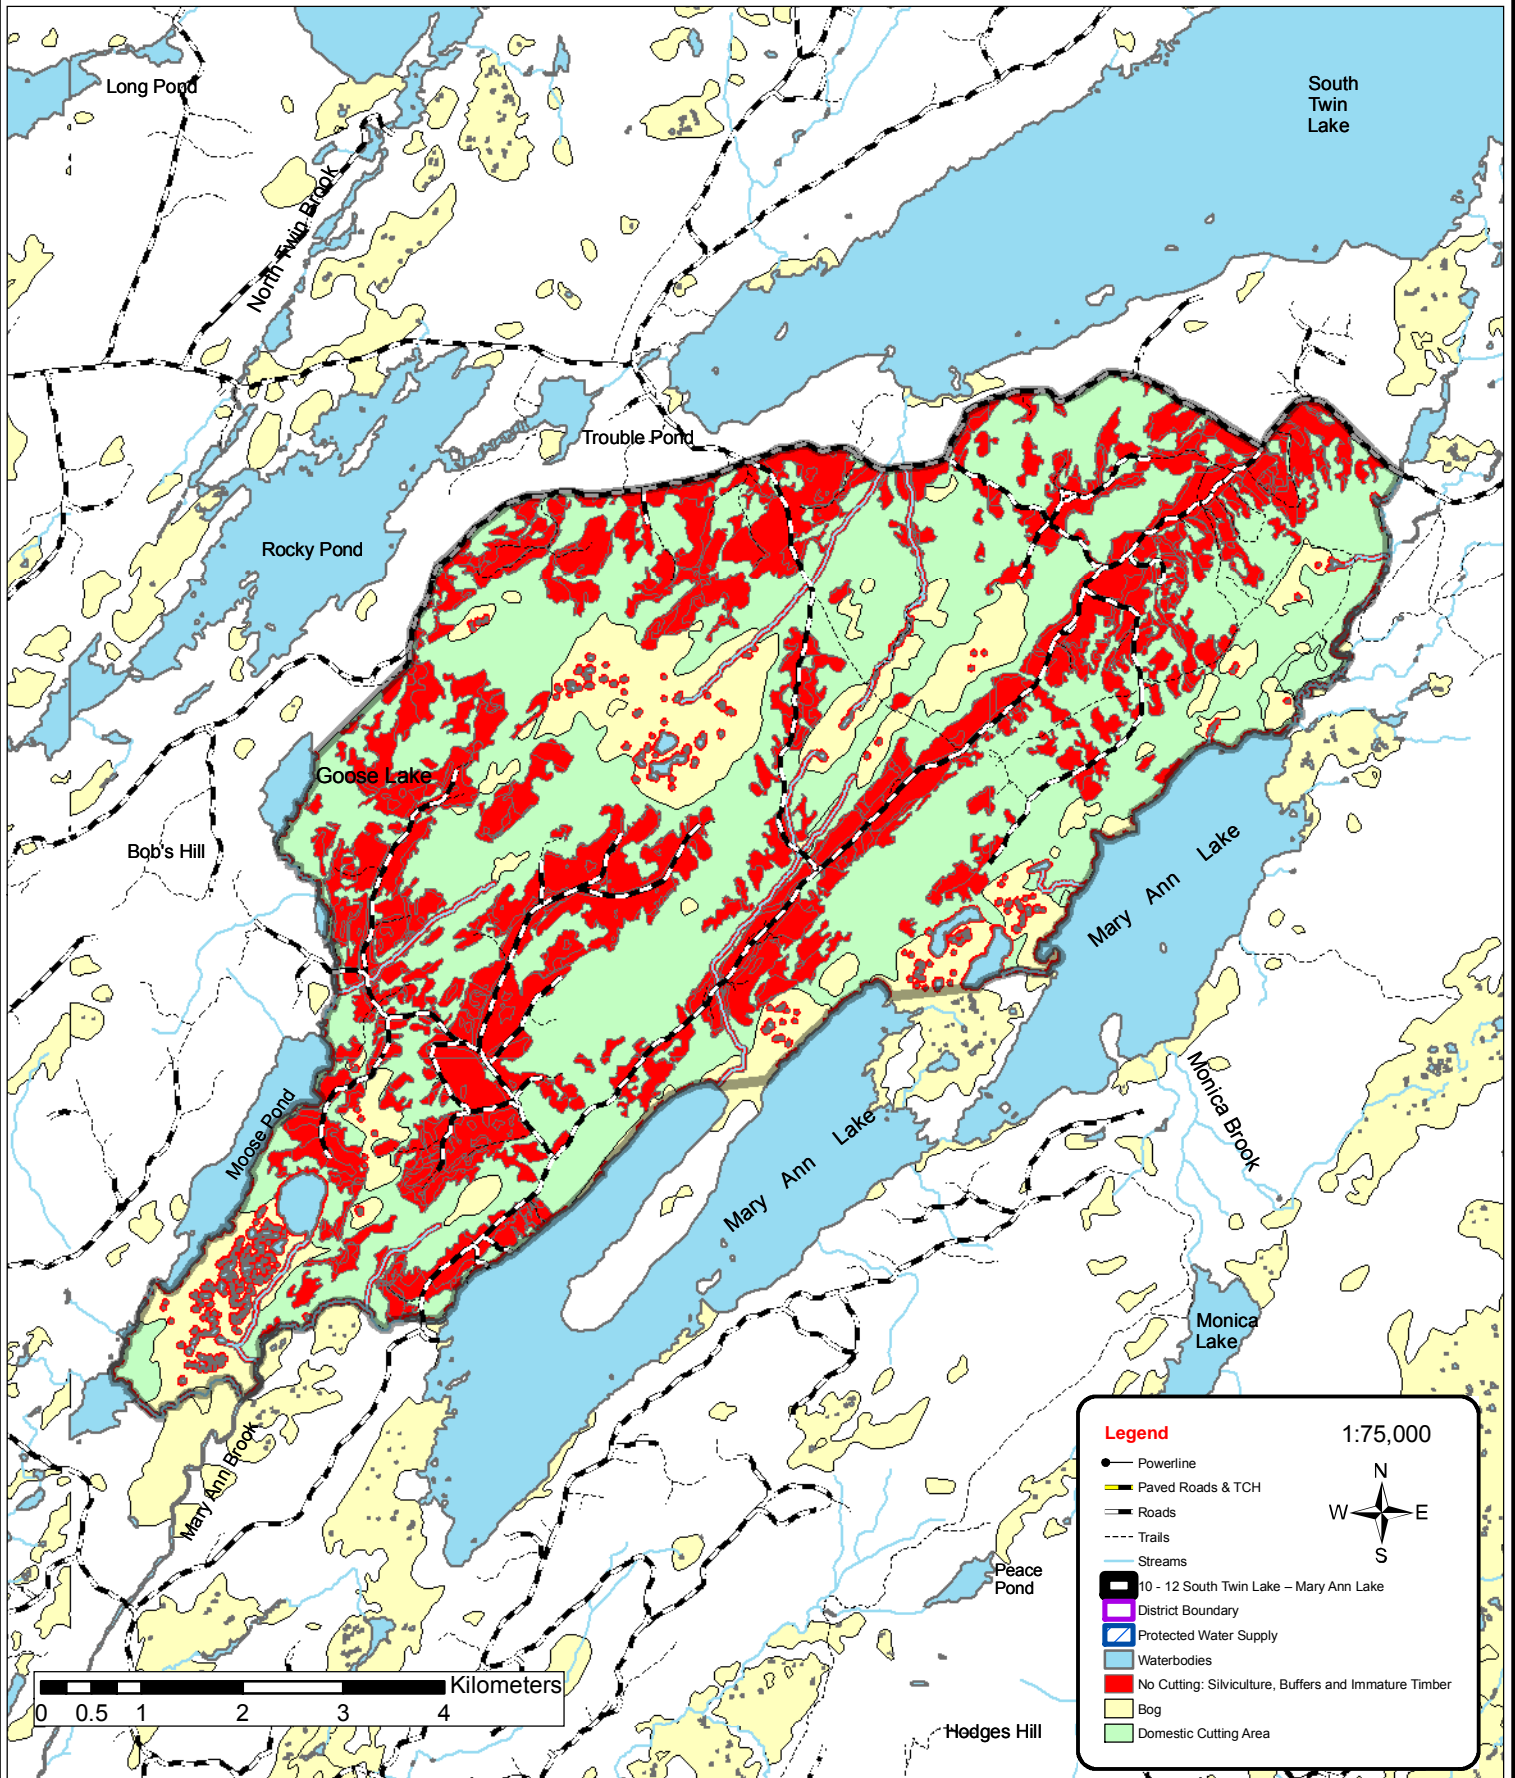 Long Pond
South
Twin
Lake
North Twin Brook
Trouble Pond
Rocky Pond
Goose Lake
Bob's Hill
Mary Ann Lake
Moose Pond
Monica Brook
Mary Ann Lake
Monica
Lake
Mary Ann Brook
Peace
Pond
Hodges Hill
Kilometers
0 0.5 1 2 3 4
Legend
1:75,000
N
W E
S
Powerline
Paved Roads & TCH
Roads
Trails
Streams
10 - 12 South Twin Lake – Mary Ann Lake
District Boundary
Protected Water Supply
Waterbodies
No Cutting: Silviculture, Buffers and Immature Timber
Bog
Domestic Cutting Area